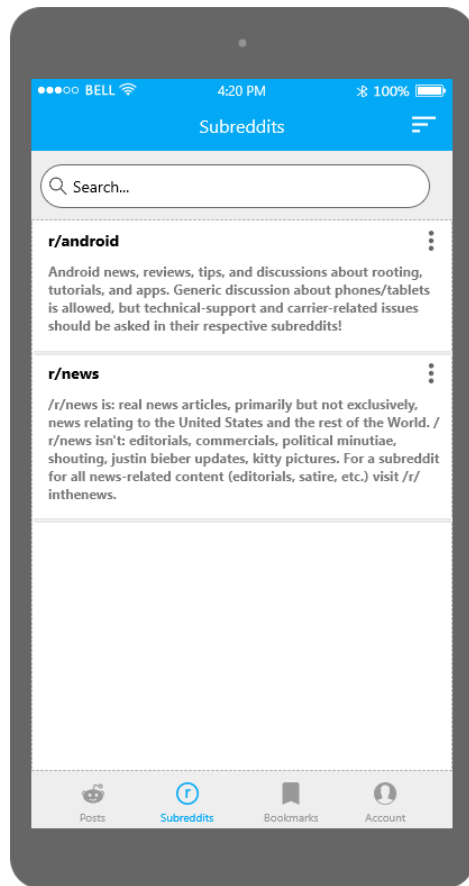 BELL 4:20 PM 100%
Subreddits
Search...
r/android
Android news, reviews, tips, and discussions about rooting,
tutorials, and apps. Generic discussion about phones/tablets
is allowed, but technical-support and carrier-related issues
should be asked in their respective subreddits!
r/news
/r/news is: real news articles, primarily but not exclusively,
news relating to the United States and the rest of the World. /
r/news isn't: editorials, commercials, political minutiae,
shouting, justin bieber updates, kitty pictures. For a subreddit
for all news-related content (editorials, satire, etc.) visit /r/
inthenews.
r
Posts Subreddits Bookmarks Account